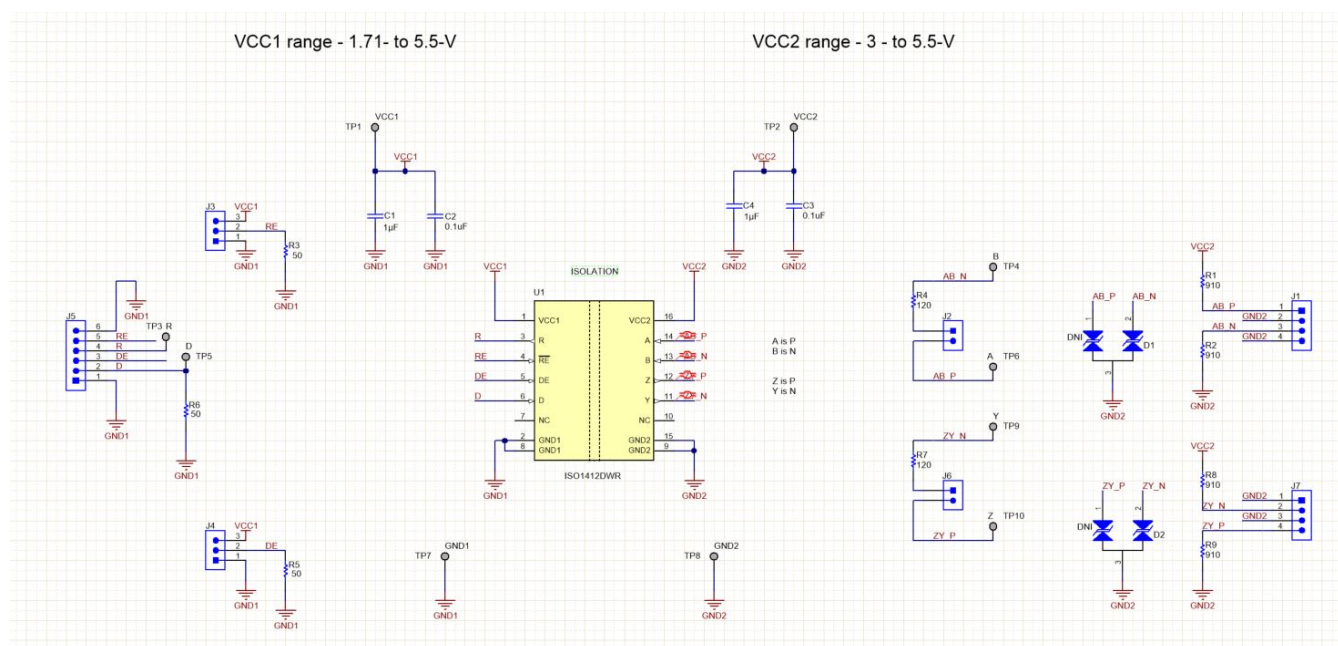 VCC1 range - 1.71- to 5.5-V
VCC2 range - 3 - to 5.5-V
VCC1
TP1
VCC1
C1
1µF
C2
0.1uF
GND1
GND1
VCC2
TP2
VCC2
C4
1µF
C3
0.1uF
GND2
GND2
J3
VCC1
3
2
1
RE
R3
50
GND1
GND1
J5
GND1
6
5
4
3
2
1
RE
R
DE
D
TP3 R
D
TP5
R6
50
GND1
GND1
J4
VCC1
3
2
1
DE
R5
50
GND1
GND1
ISOLATION
VCC1
VCC2
U1
1 VCC1
VCC2 16
R 3 R
A 14
P
RE 4 RE
B 13
N
DE 5 DE
Z 12
P
D 6 D
Y 11
N
7 NC
NC 10
2 GND1
GND2 15
8 GND1
GND2 9
ISO1412DWR
GND1
GND2
A is P
B is N
Z is P
Y is N
GND1
TP7
GND1
GND2
TP8
GND2
B
TP4
AB_N
R4
120
J2
A
TP6
AB_P
Y
TP9
ZY_N
R7
120
J6
Z
TP10
ZY_P
AB_P AB_N
1
2
DNI
D1
3
GND2
ZY_P ZY_N
1
2
DNI
D2
3
GND2
VCC2
R1
910
J1
AB_P 1
GND2 2
AB_N 3
GND2 4
R2
910
GND2
VCC2
R8
910
J7
GND2 1
ZY_N 2
GND2 3
ZY_P 4
R9
910
GND2